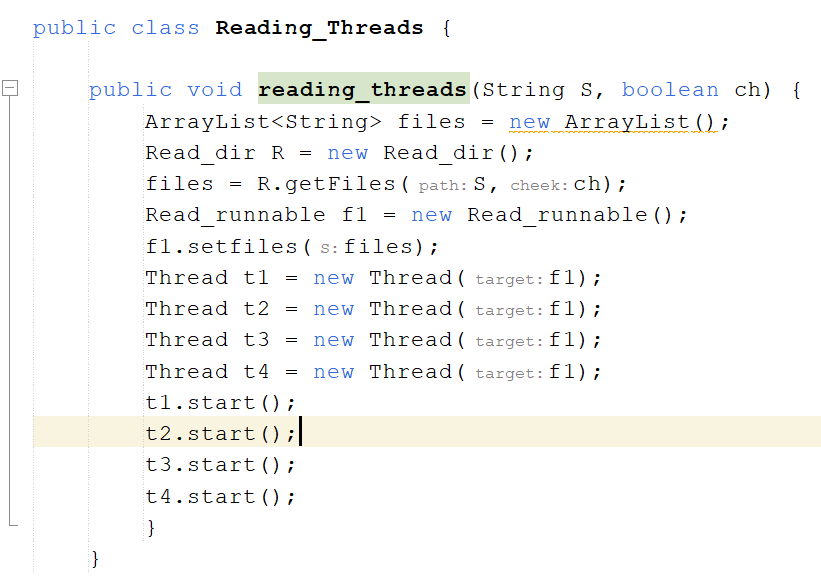 public class Reading_Threads {
public void reading_threads(String S, boolean ch) {
ArrayList<String> files = new ArrayList();
Read_dir R = new Read_dir();
files = R.getFiles( path: S, cheek: ch);
Read_runnable f1 = new Read_runnable();
f1.setfiles( s: files);
Thread t1 = new Thread( target: f1);
Thread t2 = new Thread( target: f1);
Thread t3 = new Thread( target: f1);
Thread t4 = new Thread( target: f1);
t1.start();
t2.start();
t3.start();
t4.start();
}
}